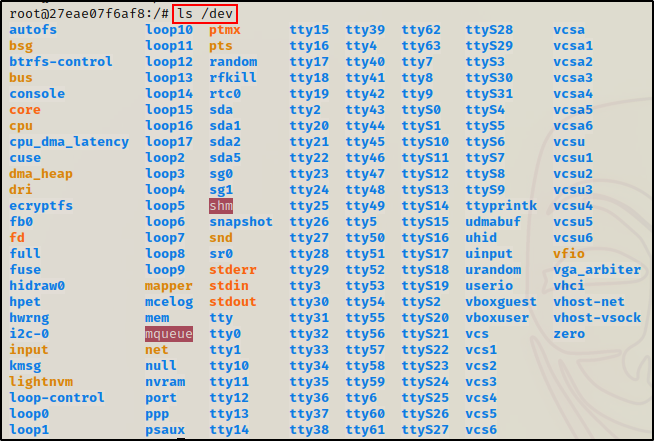 root@27eae07f6af8:/# ls /dev
autofs loop10 ptmx tty15 tty39 tty62 ttyS28 vcsa
bsg loop11 pts tty16 tty4 tty63 ttyS29 vcsa1
btrfs-control loop12 random tty17 tty40 tty7 ttyS3 vcsa2
bus loop13 rfkill tty18 tty41 tty8 ttyS30 vcsa3
console loop14 rtc0 tty19 tty42 tty9 ttyS31 vcsa4
core loop15 sda tty2 tty43 ttyS0 ttyS4 vcsa5
cpu loop16 sda1 tty20 tty44 ttyS1 ttyS5 vcsa6
cpu_dma_latency loop17 sda2 tty21 tty45 ttyS10 ttyS6 vcsu
cuse loop2 sda5 tty22 tty46 ttyS11 ttyS7 vcsu1
dma_heap loop3 sg0 tty23 tty47 ttyS12 ttyS8 vcsu2
dri loop4 sg1 tty24 tty48 ttyS13 ttyS9 vcsu3
ecryptfs loop5 shm tty25 tty49 ttyS14 ttyprintk vcsu4
fb0 loop6 snapshot tty26 tty5 ttyS15 udmabuf vcsu5
fd loop7 snd tty27 tty50 ttyS16 uhid vcsu6
full loop8 sr0 tty28 tty51 ttyS17 uinput vfio
fuse loop9 stderr tty29 tty52 ttyS18 urandom vga_arbiter
hidraw0 mapper stdin tty3 tty53 ttyS19 userio vhci
hpet mcelog stdout tty30 tty54 ttyS2 vboxguest vhost-net
hwrng mem tty tty31 tty55 ttyS20 vboxuser vhost-vsock
i2c-0 mqueue tty0 tty32 tty56 ttyS21 vcs zero
input net tty1 tty33 tty57 ttyS22 vcs1
kmsg null tty10 tty34 tty58 ttyS23 vcs2
lightnvm nvram tty11 tty35 tty59 ttyS24 vcs3
loop-control port tty12 tty36 tty6 ttyS25 vcs4
loop0 ppp tty13 tty37 tty60 ttyS26 vcs5
loop1 psaux tty14 tty38 tty61 ttyS27 vcs6